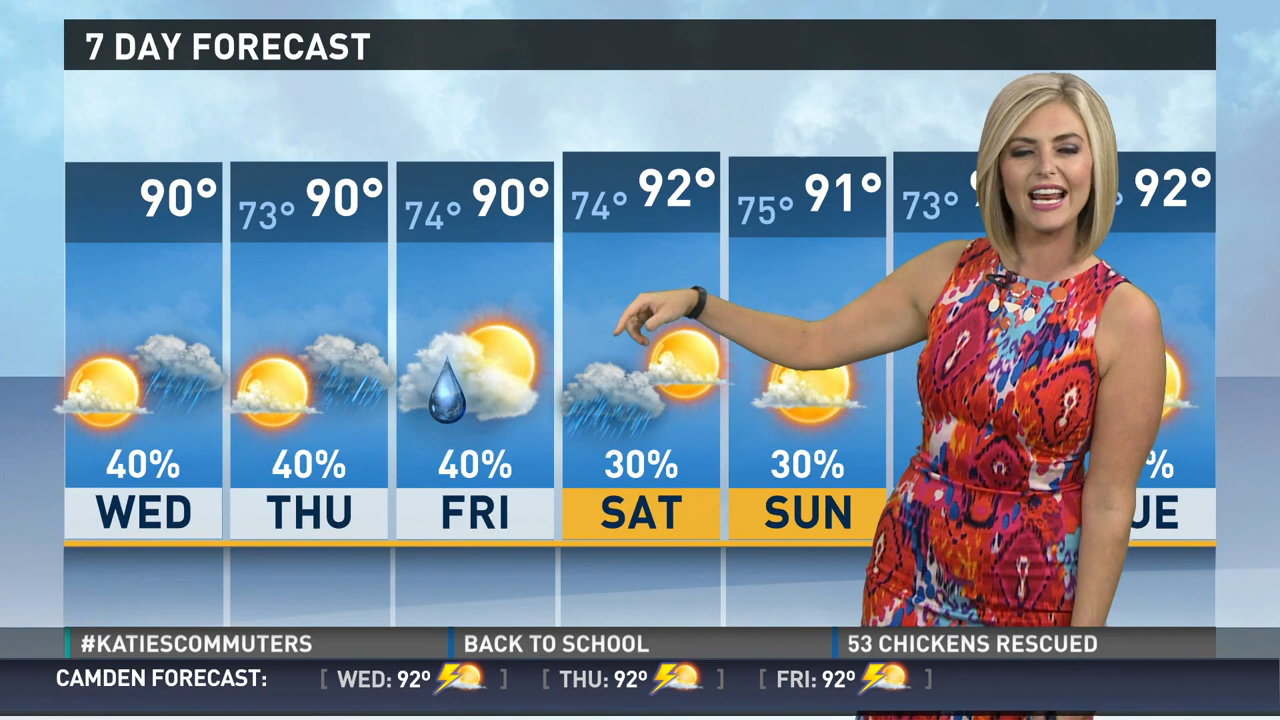 7 DAY FORECAST
90° 73° 90° 74° 90° 74° 92° 75° 91° 73° 92°
40% 40% 40% 30% 30% %
WED THU FRI SAT SUN UE
#KATIESCOMMUTERS BACK TO SCHOOL 53 CHICKENS RESCUED
CAMDEN FORECAST: [ WED: 92° ] [ THU: 92° ] [ FRI: 92° ]